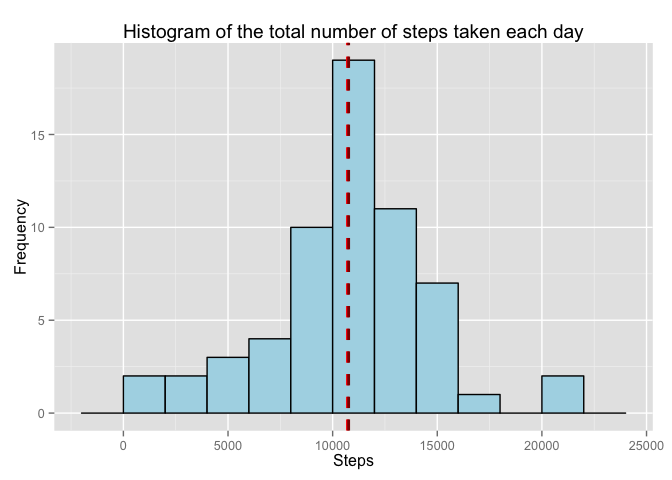 Histogram of the total number of steps taken each day
Frequency
15
10
5
0
0 5000 10000 15000 20000 25000
Steps